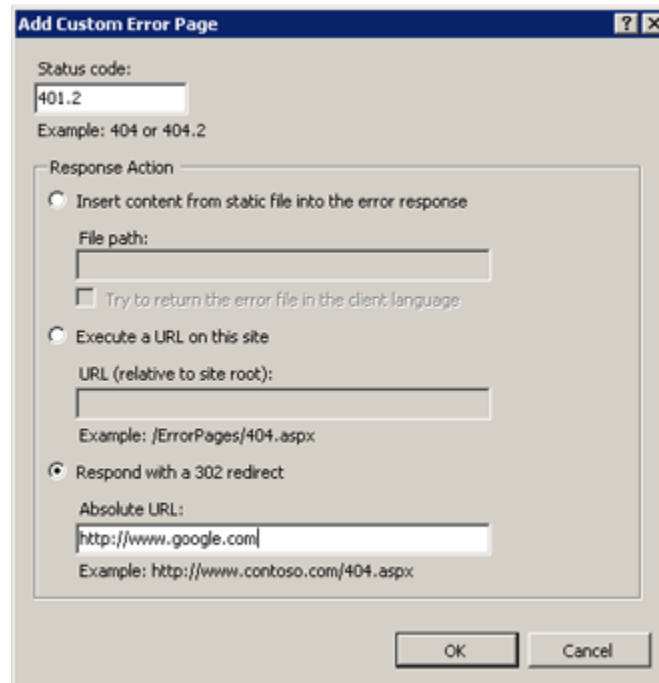 Add Custom Error Page
Status code:
401.2
Example: 404 or 404.2
Response Action
Insert content from static file into the error response
File path:
Try to return the error file in the client language
Execute a URL on this site
URL (relative to site root):
Example: /ErrorPages/404.aspx
Respond with a 302 redirect
Absolute URL:
http://www.google.com
Example: http://www.contoso.com/404.aspx
OK
Cancel